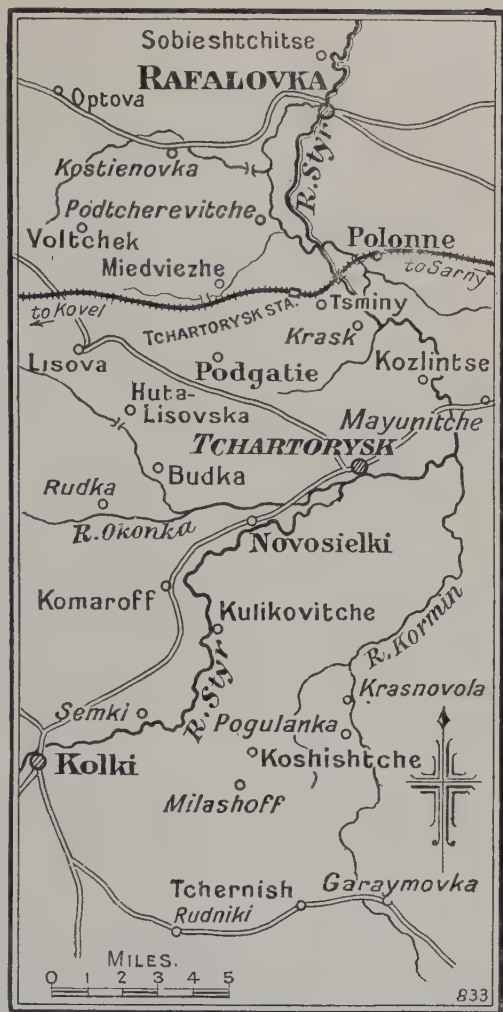 Sobieshtchitse
RAFALOVKA
Optova
R. Styr
Kostienovka
Podtcherevitche
Voltchek
Polonne
Miedviezhe
to Sarny
to Kovel
TCHARTORYSK STA.
Tsminy
Krask
Lisova
Podgatie
Kozlintse
Huta-
Lisovska
Mayunitche
TCHARTORYSK
Budka
Rudka
R. Okonka
Novosielki
Komaroff
Kulikovitche
R. Kormin
R. Styr
Krasnovola
Semki
Pogulanka
Koshishtche
Kolki
Milashoff
Tchernish
Garaymovka
Rudniki
MILES.
0 1 2 3 4 5
833